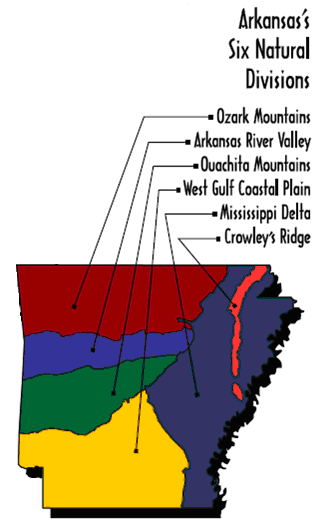 Arkansas's
Six Natural
Divisions
Ozark Mountains
Arkansas River Valley
Ouachita Mountains
West Gulf Coastal Plain
Mississippi Delta
Crowley's Ridge